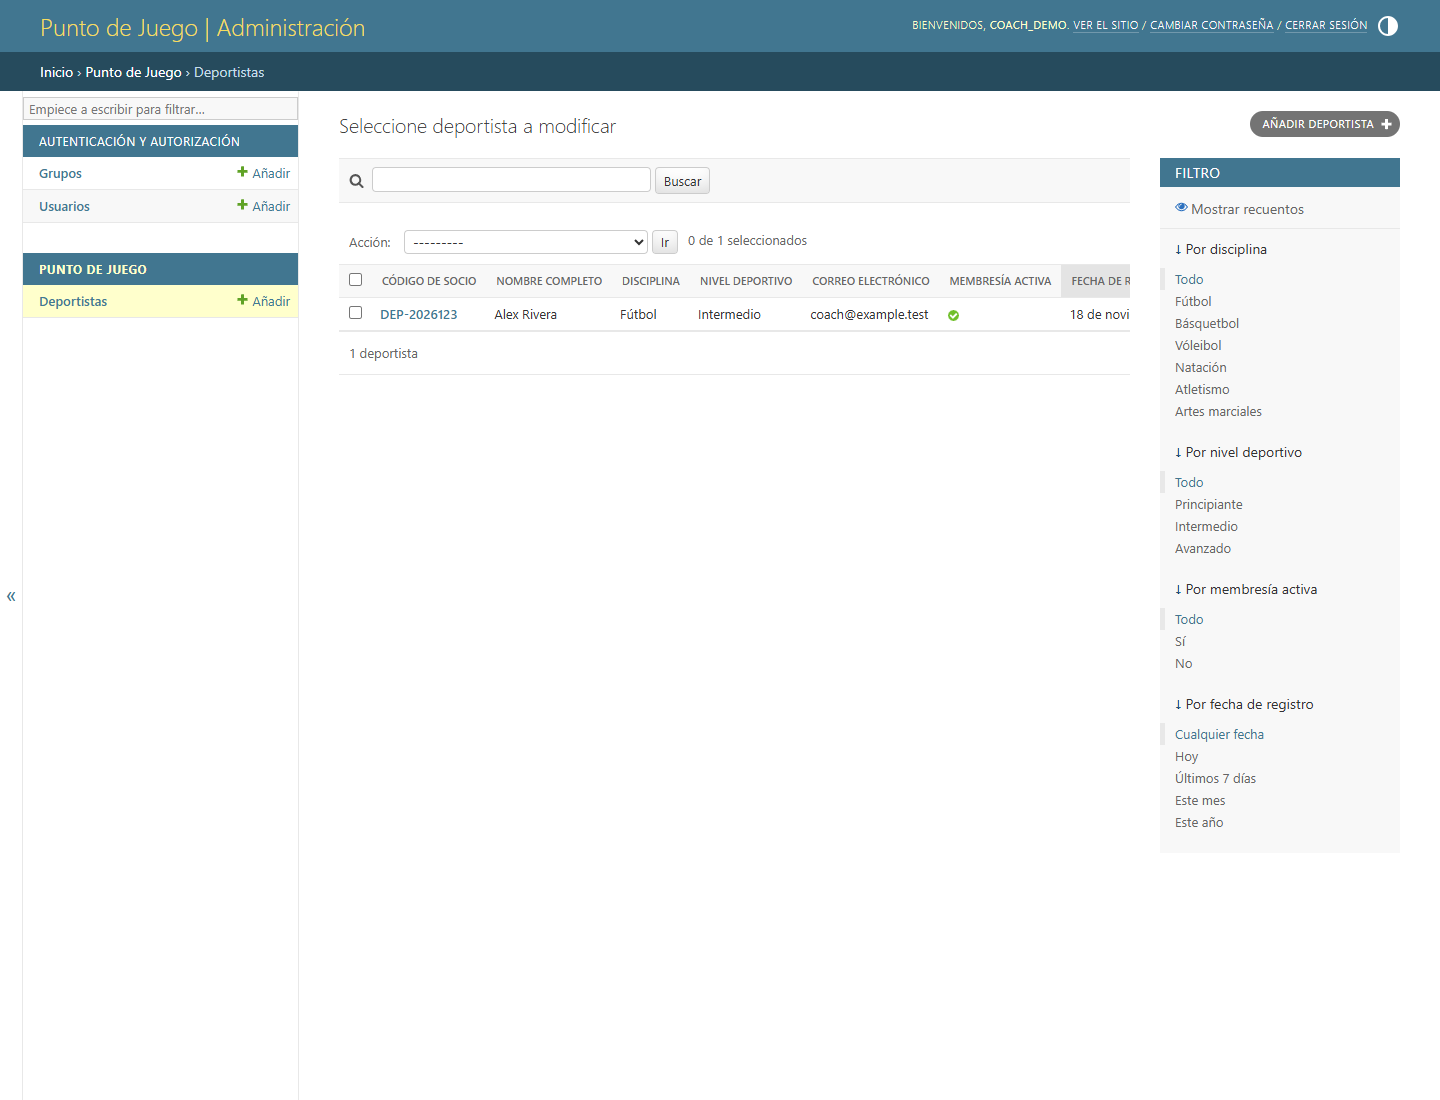 Punto de Juego | Administración
BIENVENIDOS, COACH_DEMO. VER EL SITIO / CAMBIAR CONTRASEÑA / CERRAR SESIÓN
Inicio › Punto de Juego › Deportistas
Empiece a escribir para filtrar...
AUTENTICACIÓN Y AUTORIZACIÓN
Grupos Añadir
Usuarios Añadir
PUNTO DE JUEGO
Deportistas Añadir
«
Seleccione deportista a modificar
AÑADIR DEPORTISTA
Buscar
Acción: --------- Ir 0 de 1 seleccionados
CÓDIGO DE SOCIO NOMBRE COMPLETO DISCIPLINA NIVEL DEPORTIVO CORREO ELECTRÓNICO MEMBRESÍA ACTIVA FECHA DE R
DEP-2026123 Alex Rivera Fútbol Intermedio coach@example.test 18 de novi
1 deportista
FILTRO
Mostrar recuentos
↓ Por disciplina
Todo
Fútbol
Básquetbol
Vóleibol
Natación
Atletismo
Artes marciales
↓ Por nivel deportivo
Todo
Principiante
Intermedio
Avanzado
↓ Por membresía activa
Todo
Sí
No
↓ Por fecha de registro
Cualquier fecha
Hoy
Últimos 7 días
Este mes
Este año